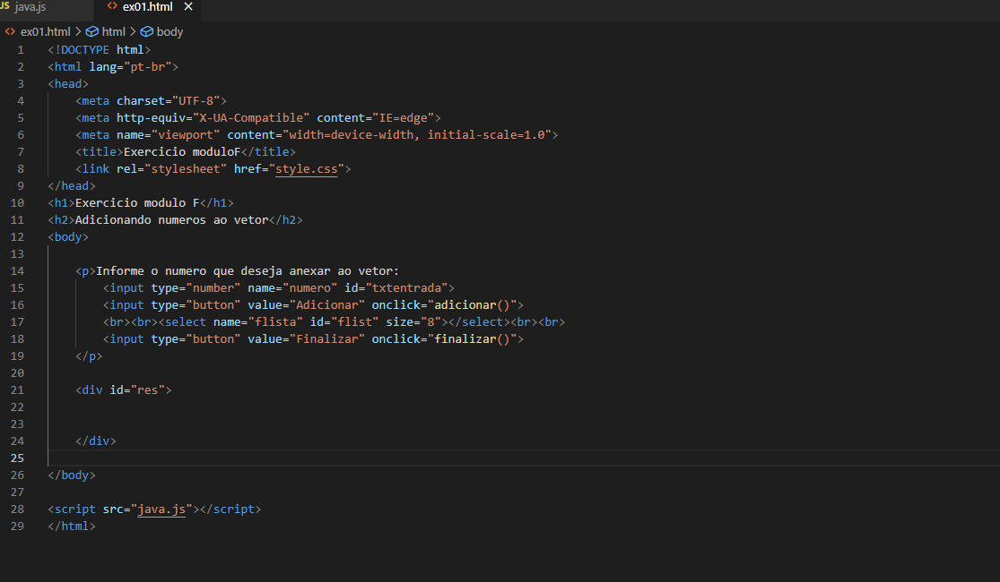 JS java.js <> ex01.html ×
<> ex01.html > html > body
1 <!DOCTYPE html>
2 <html lang="pt-br">
3 <head>
4 <meta charset="UTF-8">
5 <meta http-equiv="X-UA-Compatible" content="IE=edge">
6 <meta name="viewport" content="width=device-width, initial-scale=1.0">
7 <title>Exercicio moduloF</title>
8 <link rel="stylesheet" href="style.css">
9 </head>
10 <h1>Exercicio modulo F</h1>
11 <h2>Adicionando numeros ao vetor</h2>
12 <body>
13
14 <p>Informe o numero que deseja anexar ao vetor:
15 <input type="number" name="numero" id="txtentrada">
16 <input type="button" value="Adicionar" onclick="adicionar()">
17 <br><br><select name="flista" id="flist" size="8"></select><br><br>
18 <input type="button" value="Finalizar" onclick="finalizar()">
19 </p>
20
21 <div id="res">
22
23
24 </div>
25
26 </body>
27
28 <script src="java.js"></script>
29 </html>